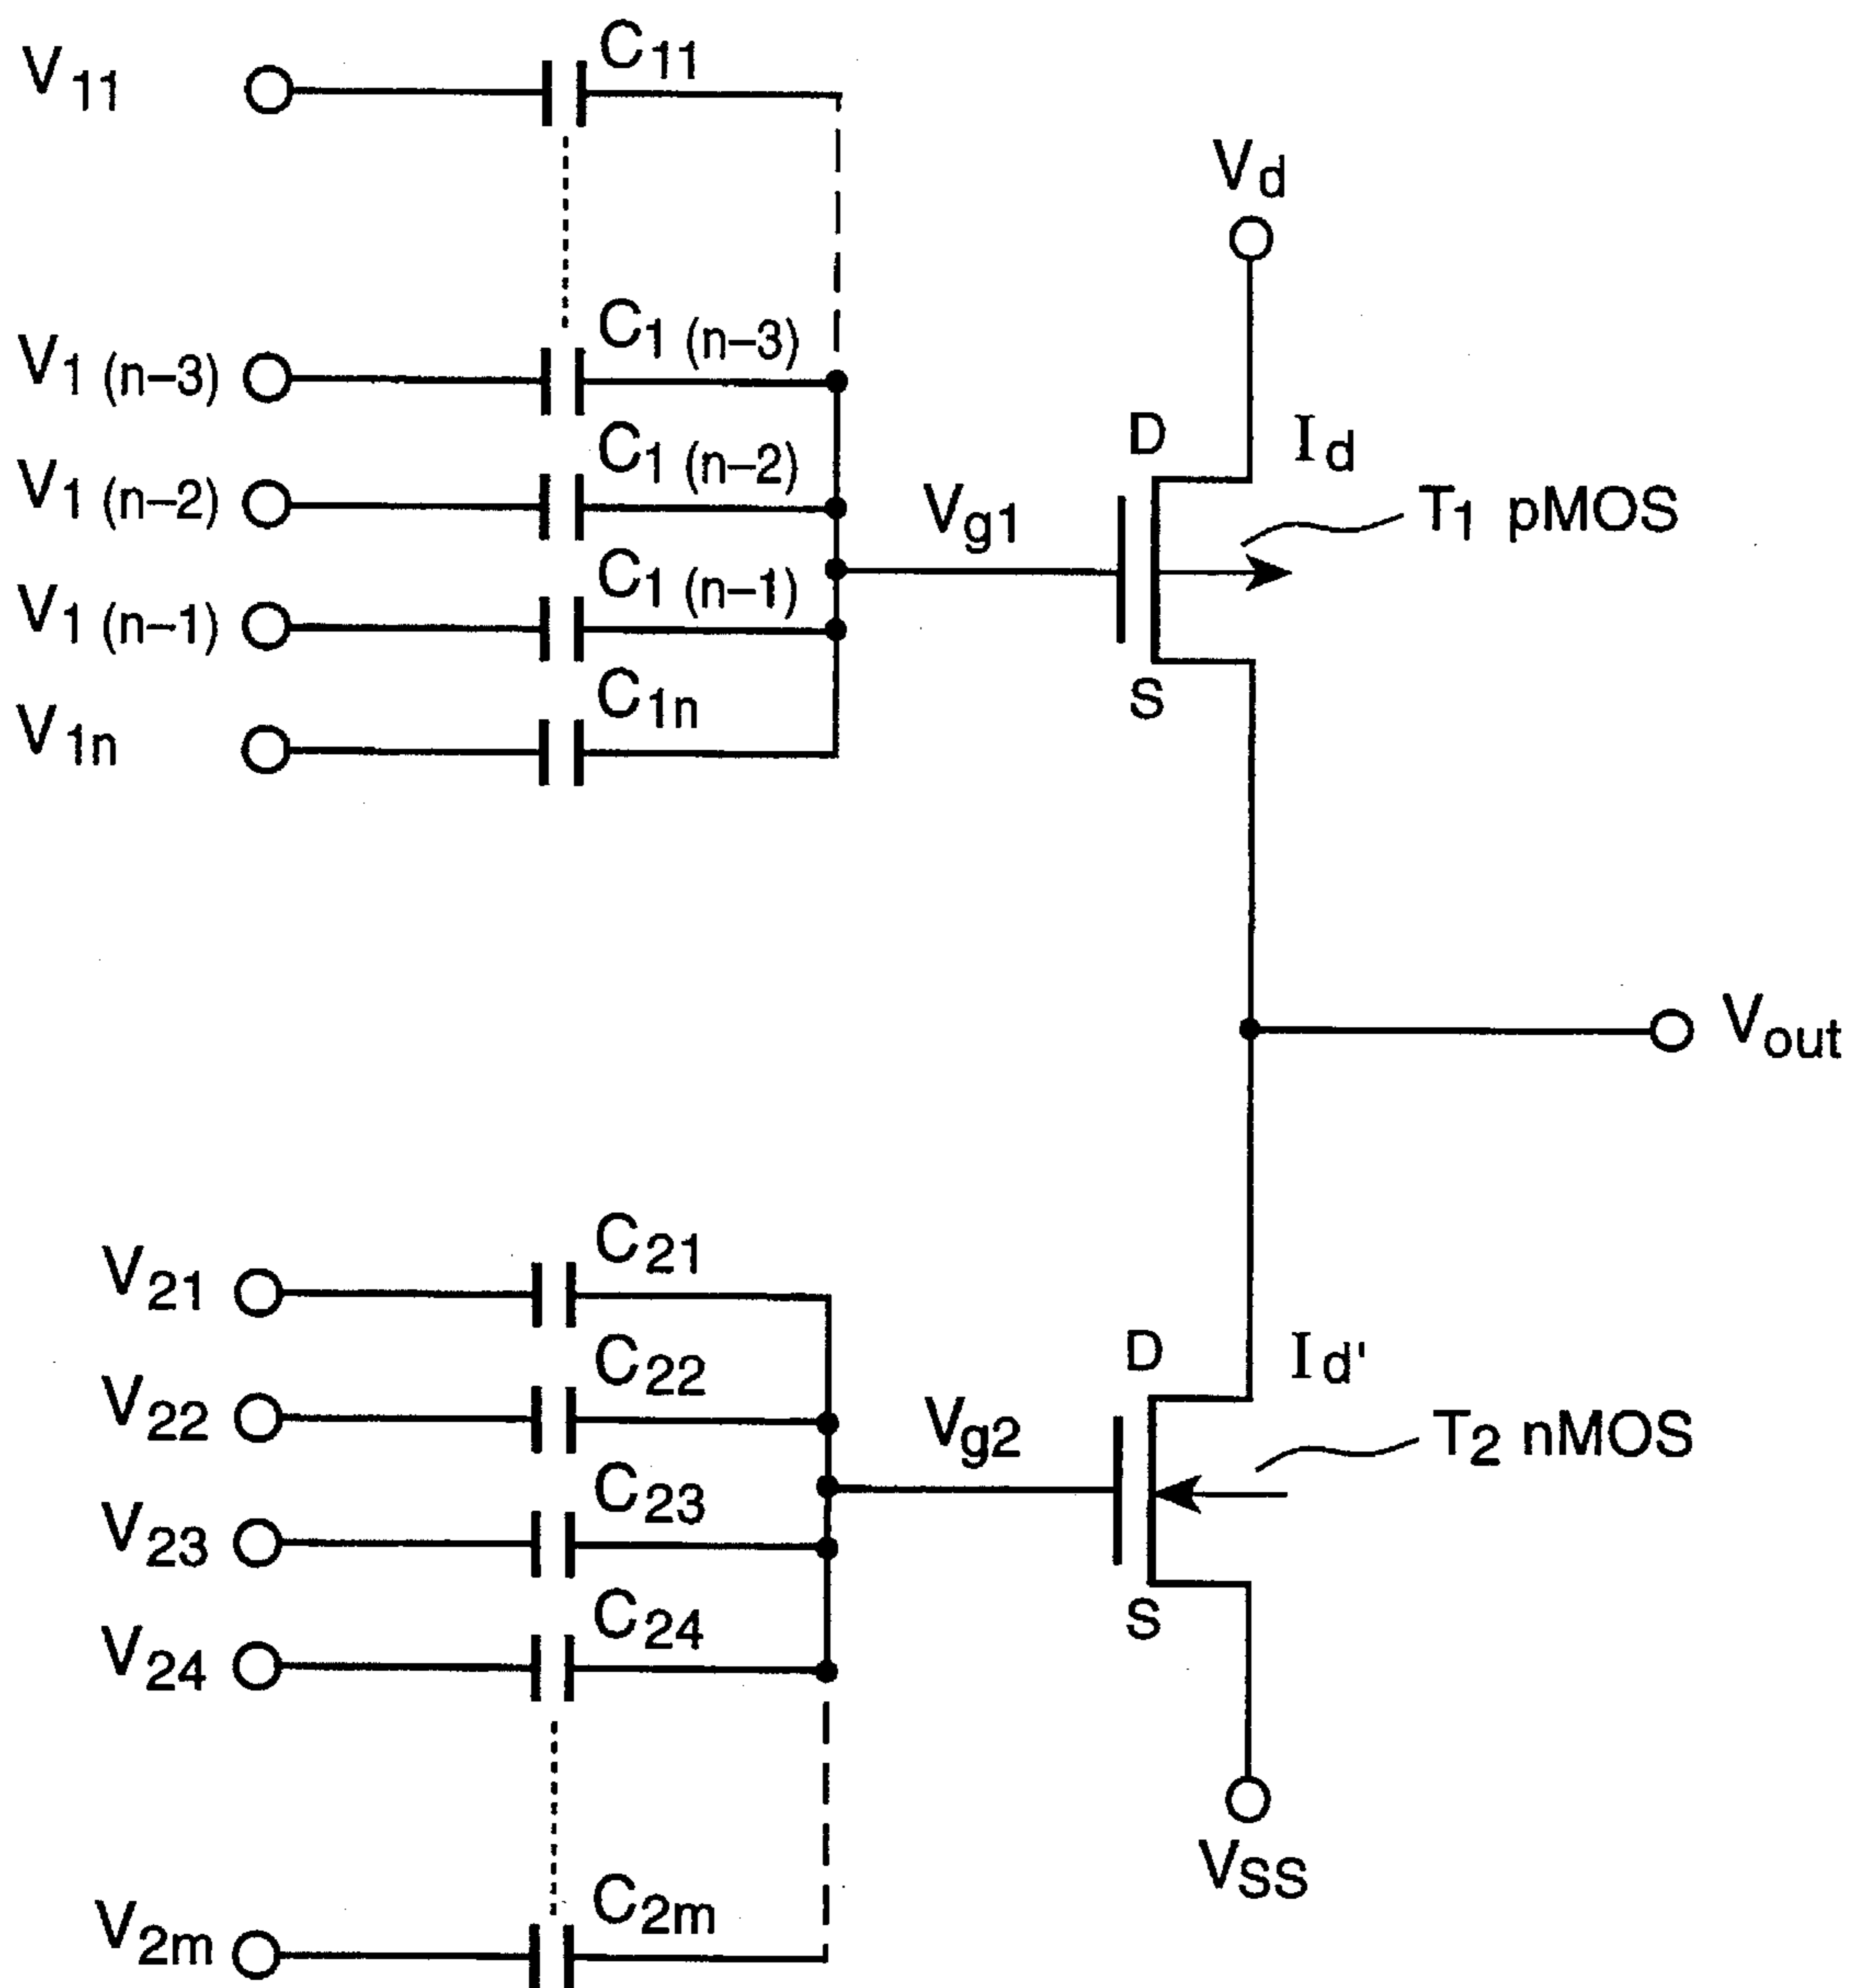 V11
C11
Vd
V1 (n-3)
C1 (n-3)
D
Id
V1 (n-2)
C1 (n-2)
Vg1
T1 pMOS
V1 (n-1)
C1 (n-1)
S
V1n
C1n
Vout
V21
C21
D
Id'
V22
C22
Vg2
T2 nMOS
V23
C23
S
V24
C24
VSS
V2m
C2m